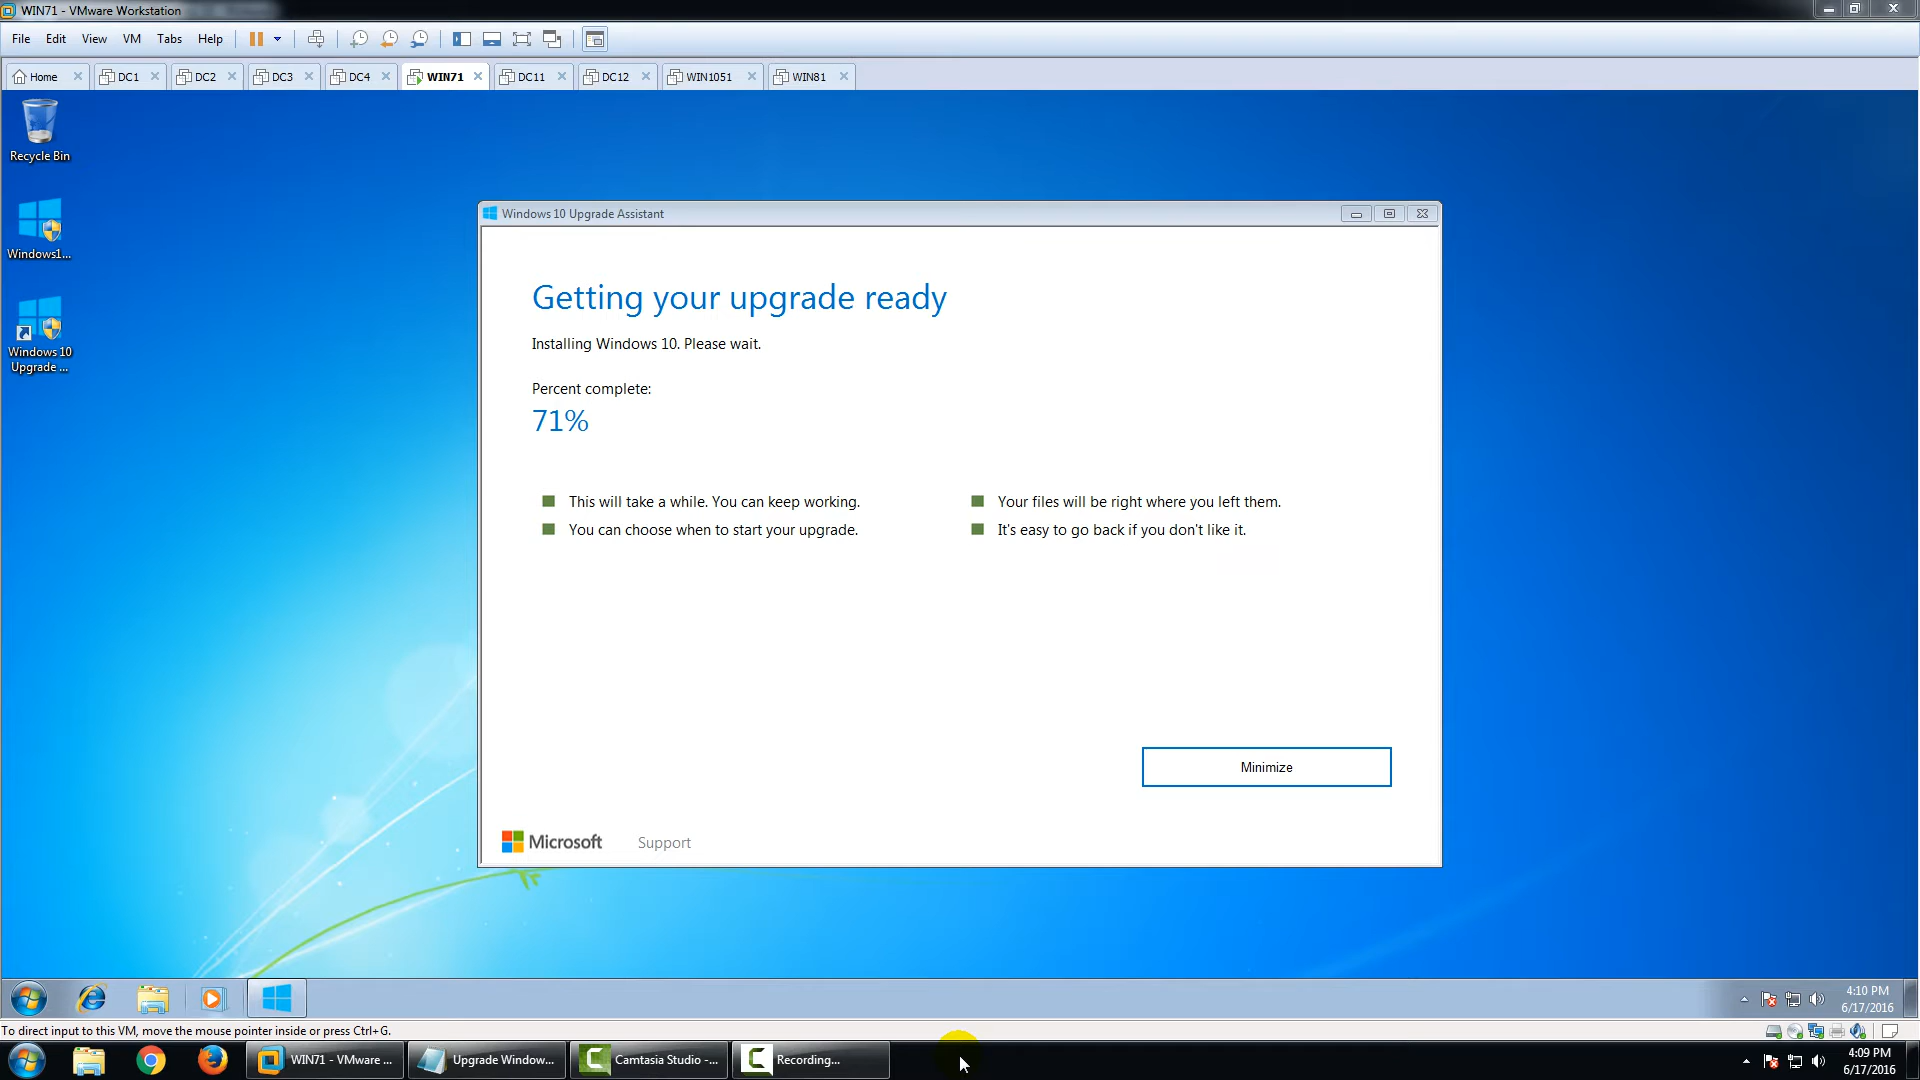 WIN71 - VMware Workstation
File Edit View VM Tabs Help
Home DC1 DC2 DC3 DC4 WIN71 DC11 DC12 WIN1051 WIN81
Recycle Bin
Windows1...
Windows 10
Upgrade ...
Windows 10 Upgrade Assistant
Getting your upgrade ready
Installing Windows 10. Please wait.
Percent complete:
71%
This will take a while. You can keep working.
You can choose when to start your upgrade.
Your files will be right where you left them.
It's easy to go back if you don't like it.
Minimize
Microsoft Support
4:10 PM
6/17/2016
To direct input to this VM, move the mouse pointer inside or press Ctrl+G.
WIN71 - VMware ... Upgrade Window... Camtasia Studio -... Recording...
4:09 PM
6/17/2016